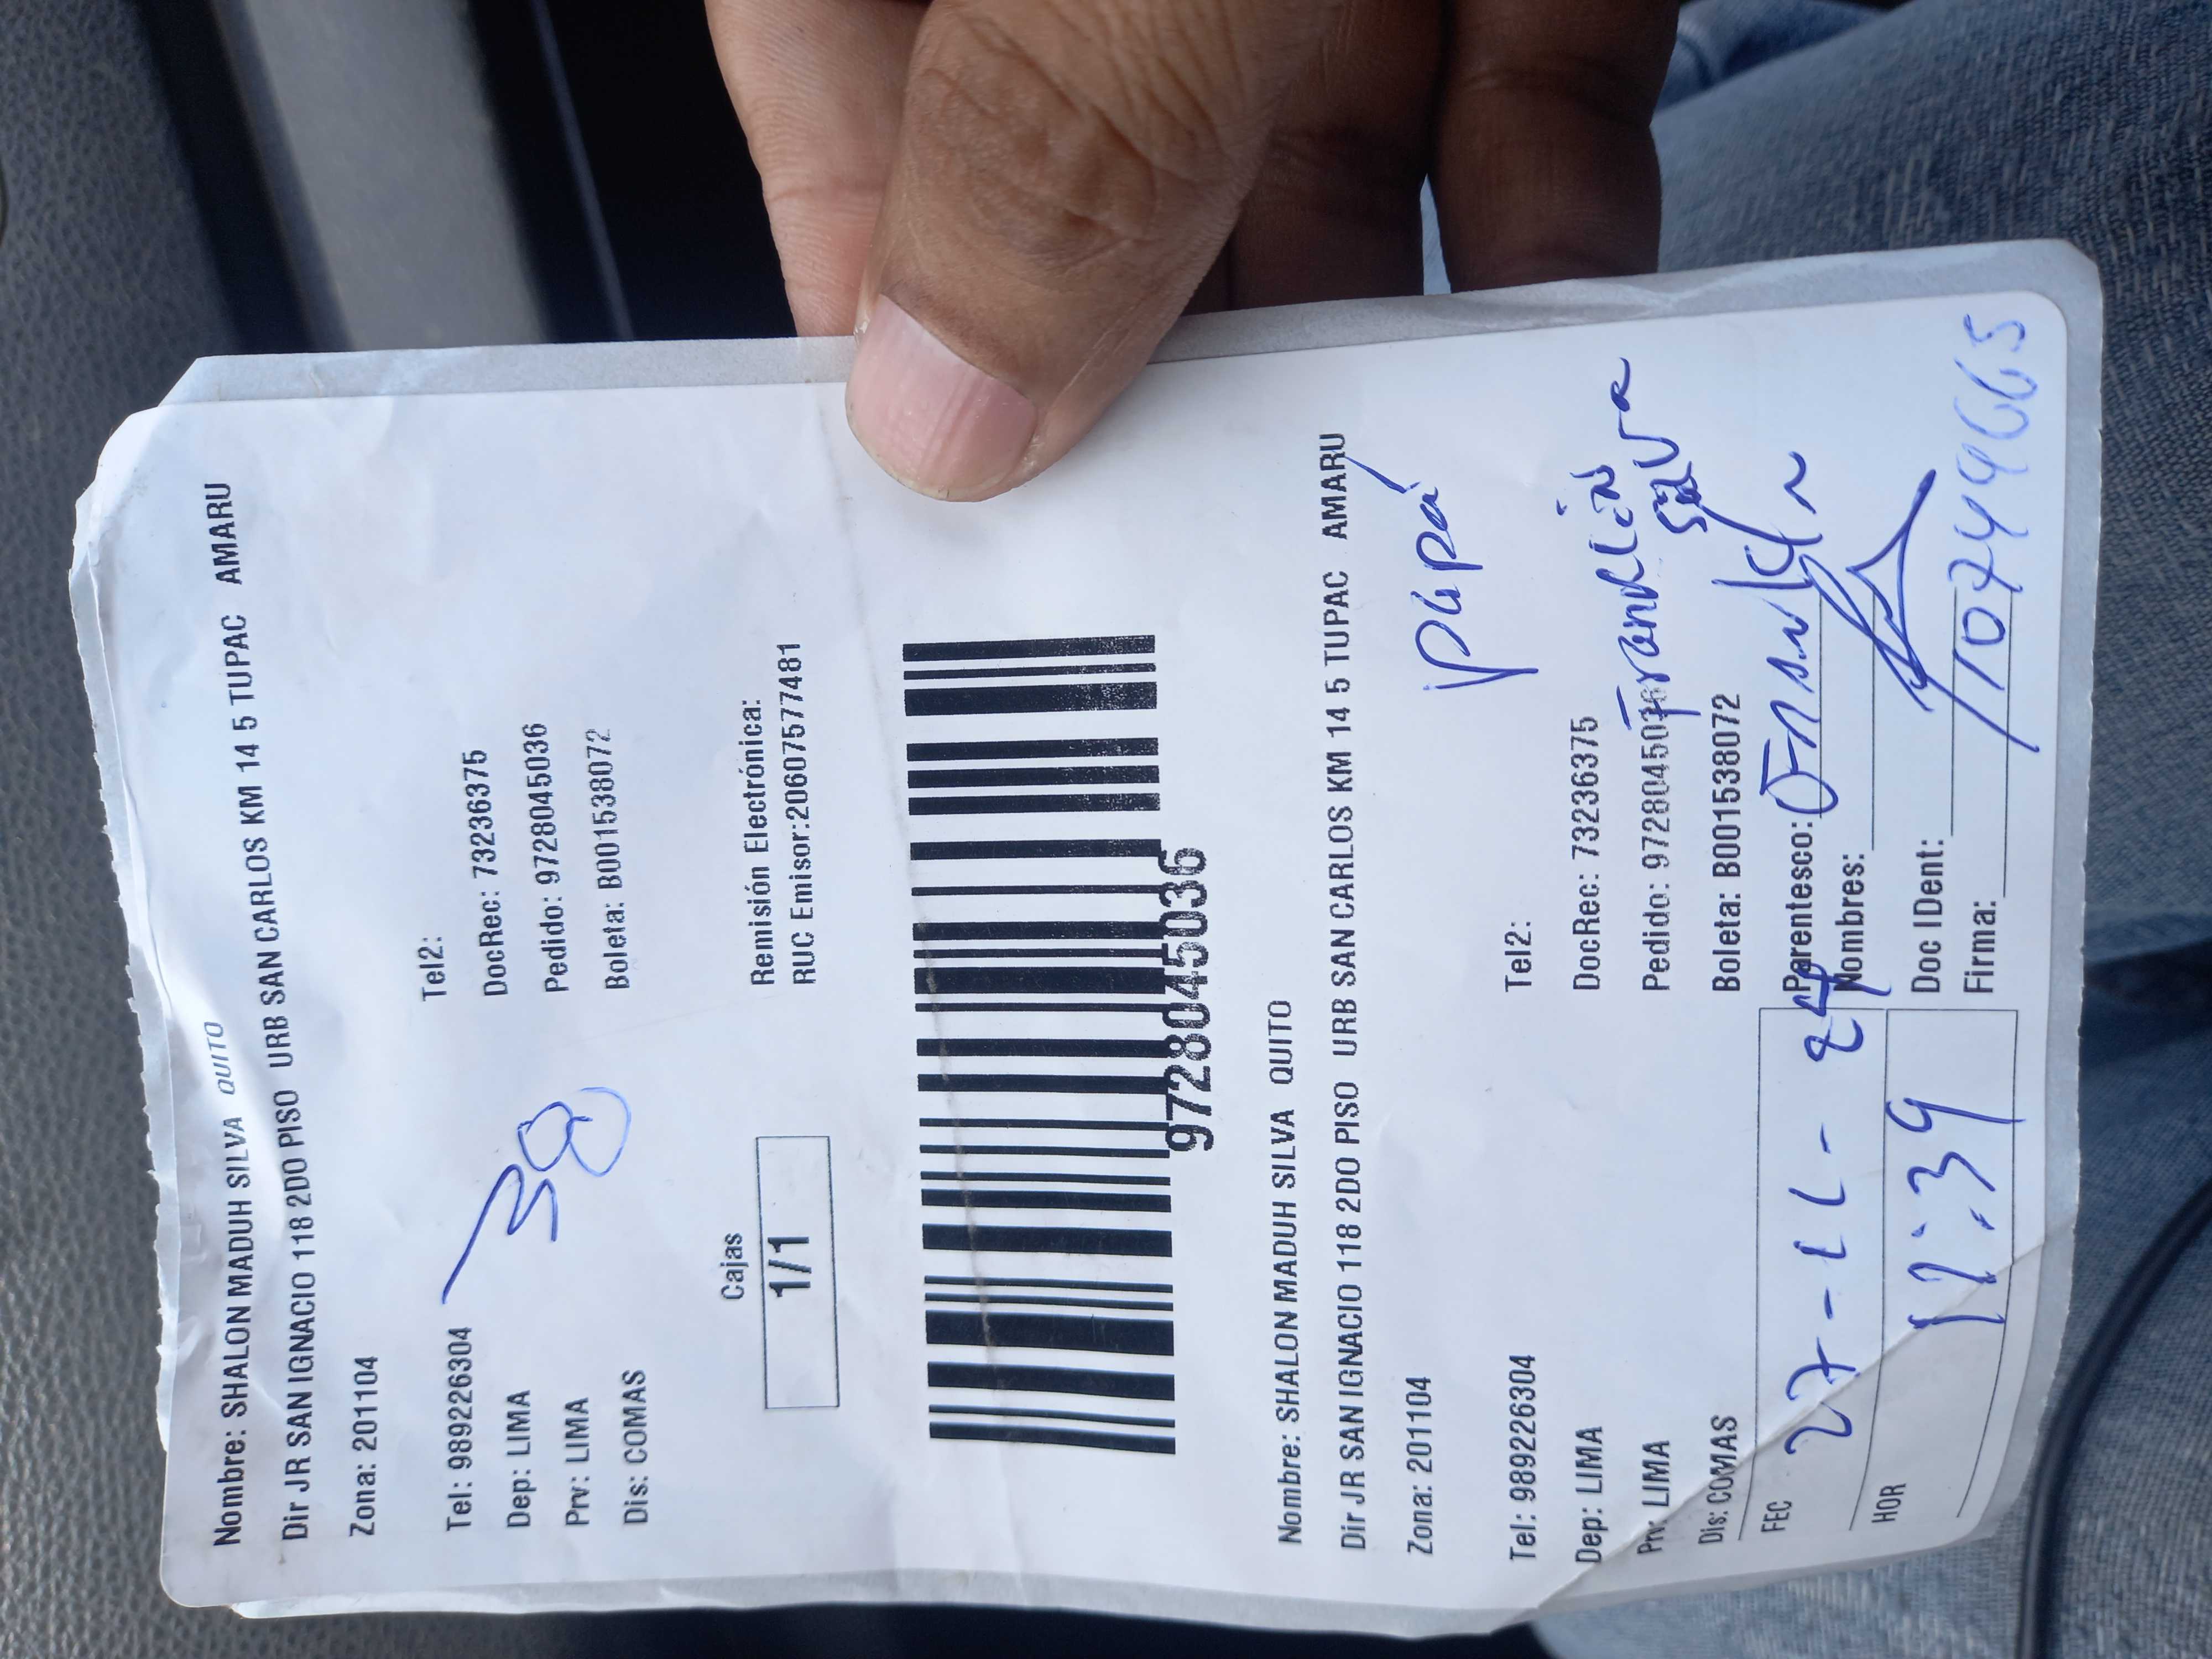 Nombre: SHALON MADUH SILVA QUITO
Dir JR SAN IGNACIO 118 2DO PISO URB SAN CARLOS KM 14 5 TUPAC AMARU
Zona: 201104
Tel: 989226304 Tel2:
Dep: LIMA DocRec: 73236375
Prv: LIMA Pedido: 9728045036
Dis: COMAS Boleta: B001538072
Cajas Remisión Electrónica:
1/1 RUC Emisor:20607577481
9728045036
Nombre: SHALON MADUH SILVA QUITO
Dir JR SAN IGNACIO 118 2DO PISO URB SAN CARLOS KM 14 5 TUPAC AMARU
Zona: 201104 papá
Tel: 989226304 Tel2:
Dep: LIMA DocRec: 73236375 Franklin
Prv: LIMA Pedido: 9728045036 Silva
Dis: COMAS Boleta: B001538072
FEC 27-11-24 Parentesco:
Nombres:
HOR 11:39 Doc IDent:
Firma: 10744665